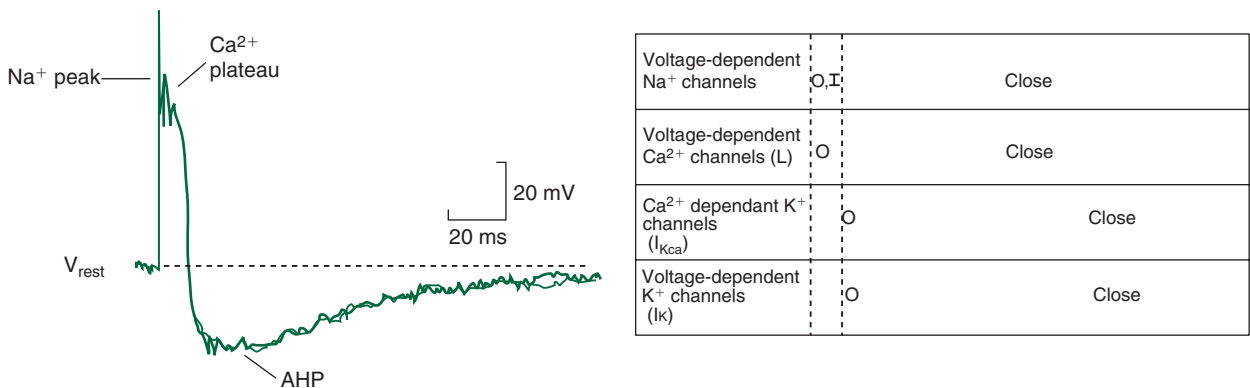 Na⁺ peak
Ca²⁺
plateau
20 mV
20 ms
Vrest
AHP
Voltage-dependent
Na⁺ channels
O,I
Close
Voltage-dependent
Ca²⁺ channels (L)
O
Close
Ca²⁺ dependant K⁺
channels
(IKca)
O
Close
Voltage-dependent
K⁺ channels
(IK)
O
Close